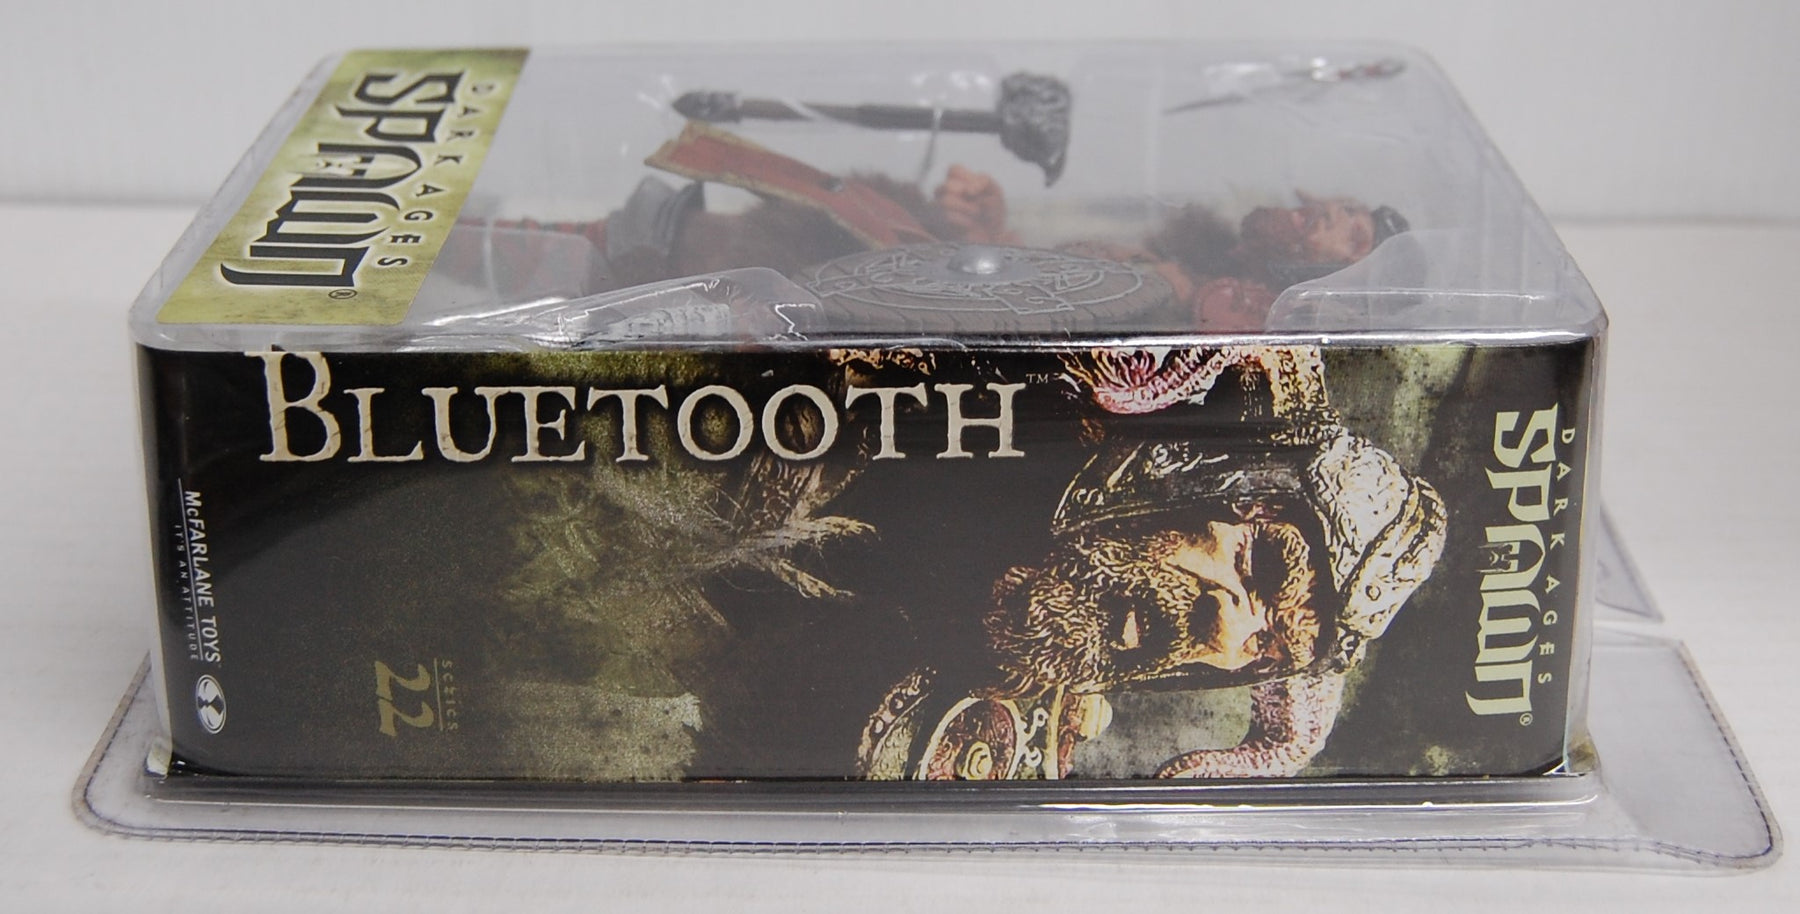 DARK AGES
SPAWN®
BLUETOOTH™
McFARLANE TOYS
IT'S AN ATTITUDE
SERIES
22
DARK AGES
SPAWN®